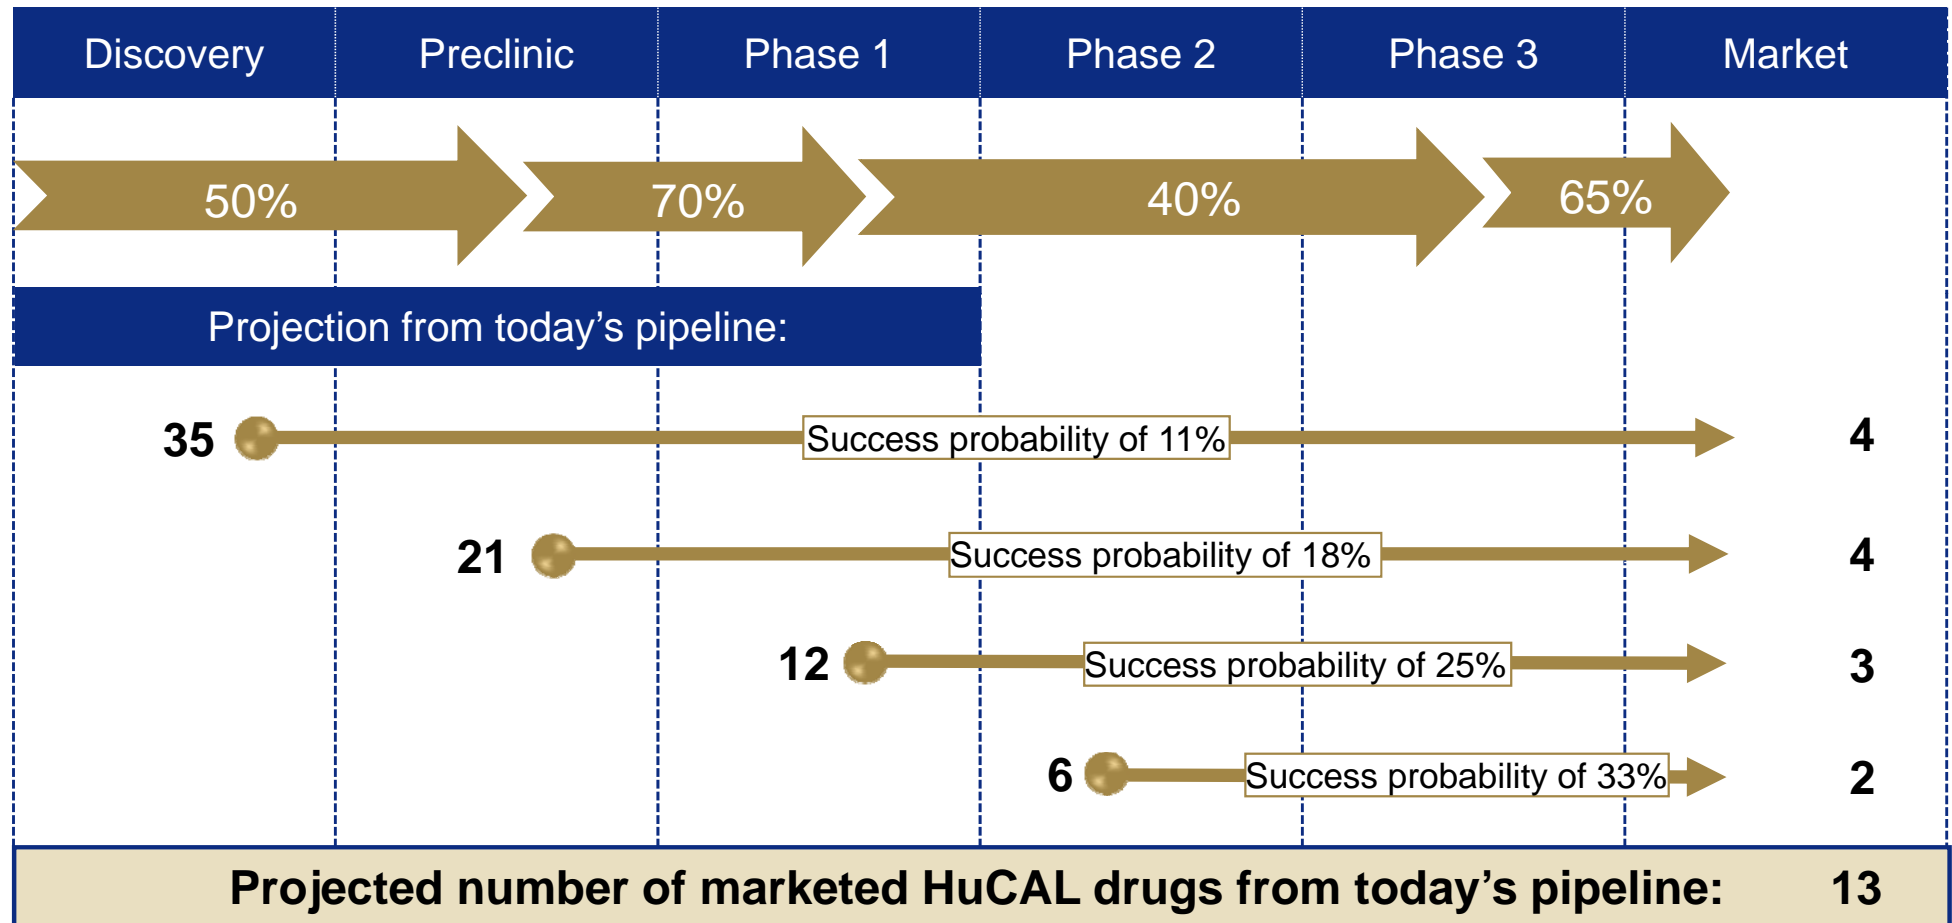 Discovery Preclinic Phase 1 Phase 2 Phase 3 Market
50% 70% 40% 65%
Projection from today’s pipeline:
35 Success probability of 11% 4
21 Success probability of 18% 4
12 Success probability of 25% 3
6 Success probability of 33% 2
Projected number of marketed HuCAL drugs from today’s pipeline: 13